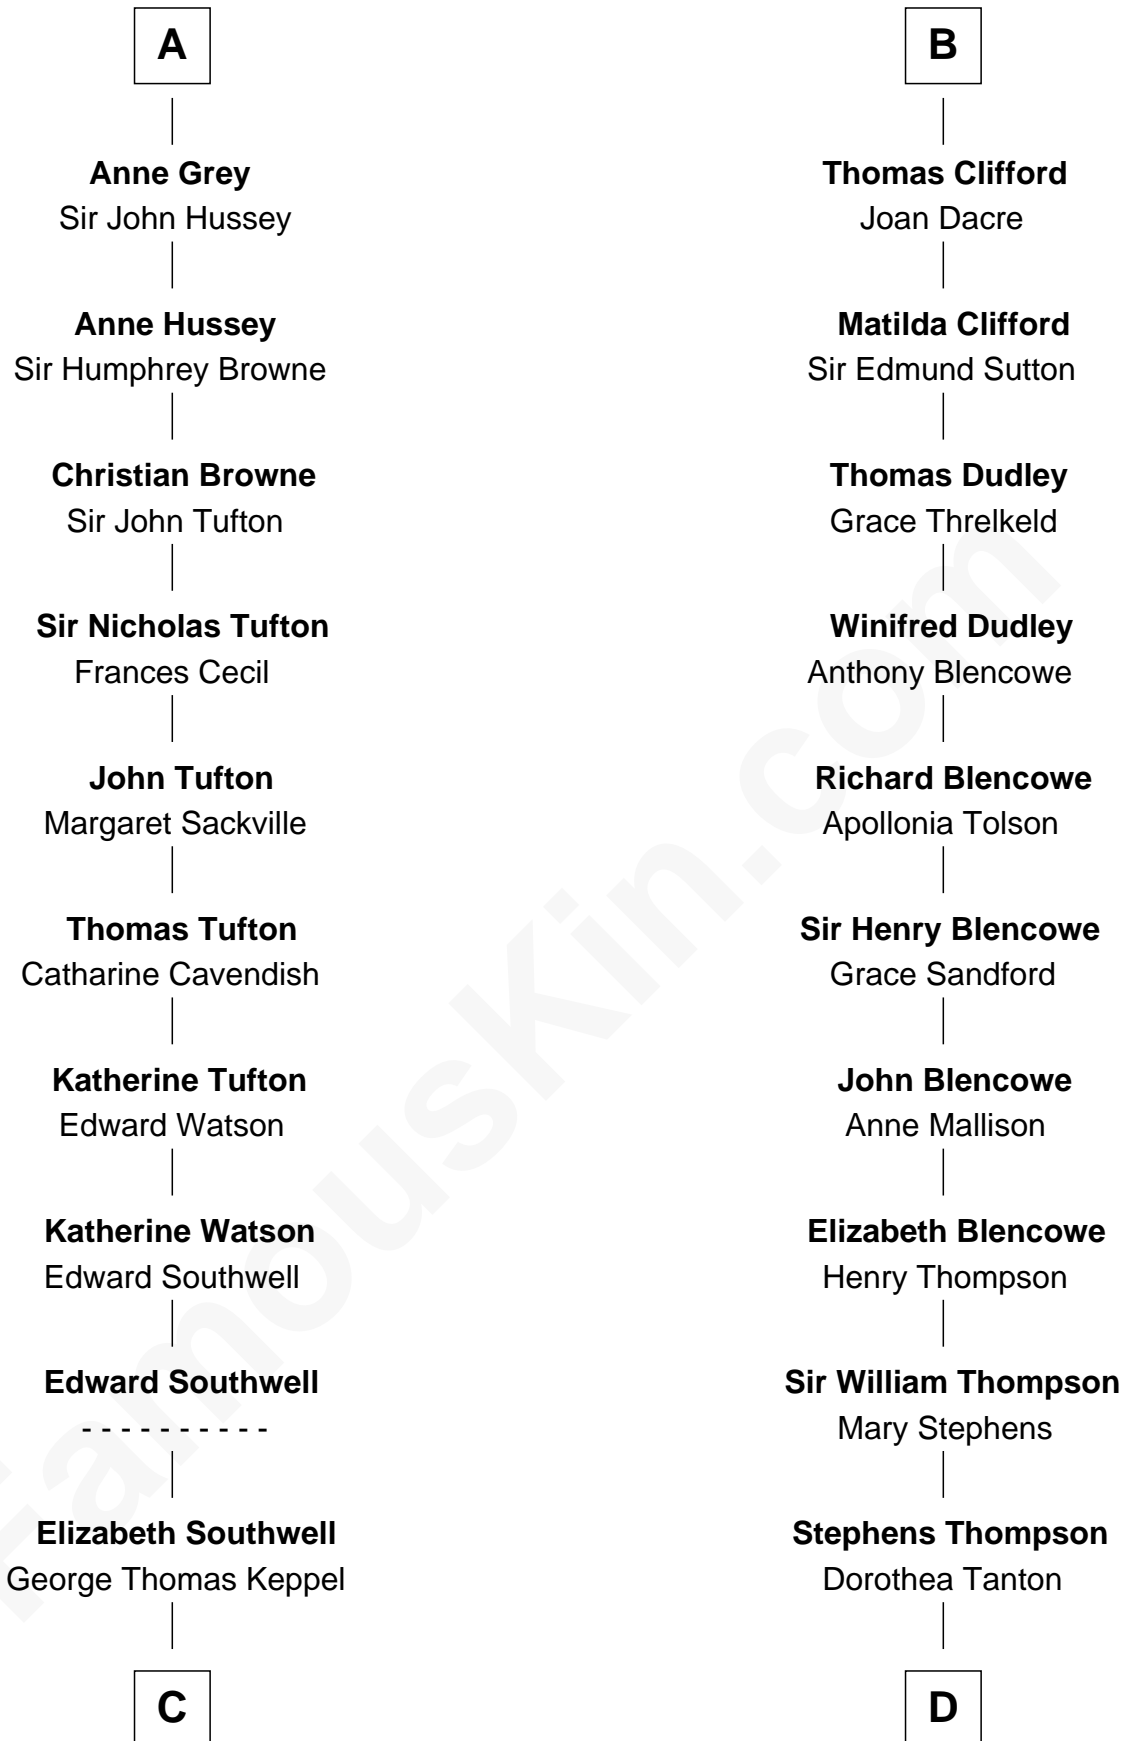 A
Anne Grey
Sir John Hussey
Anne Hussey
Sir Humphrey Browne
Christian Browne
Sir John Tufton
Sir Nicholas Tufton
Frances Cecil
John Tufton
Margaret Sackville
Thomas Tufton
Catharine Cavendish
Katherine Tufton
Edward Watson
Katherine Watson
Edward Southwell
Edward Southwell
- - - - - - - - - -
Elizabeth Southwell
George Thomas Keppel
C
B
Thomas Clifford
Joan Dacre
Matilda Clifford
Sir Edmund Sutton
Thomas Dudley
Grace Threlkeld
Winifred Dudley
Anthony Blencowe
Richard Blencowe
Apollonia Tolson
Sir Henry Blencowe
Grace Sandford
John Blencowe
Anne Mallison
Elizabeth Blencowe
Henry Thompson
Sir William Thompson
Mary Stephens
Stephens Thompson
Dorothea Tanton
D
FamousKin.com